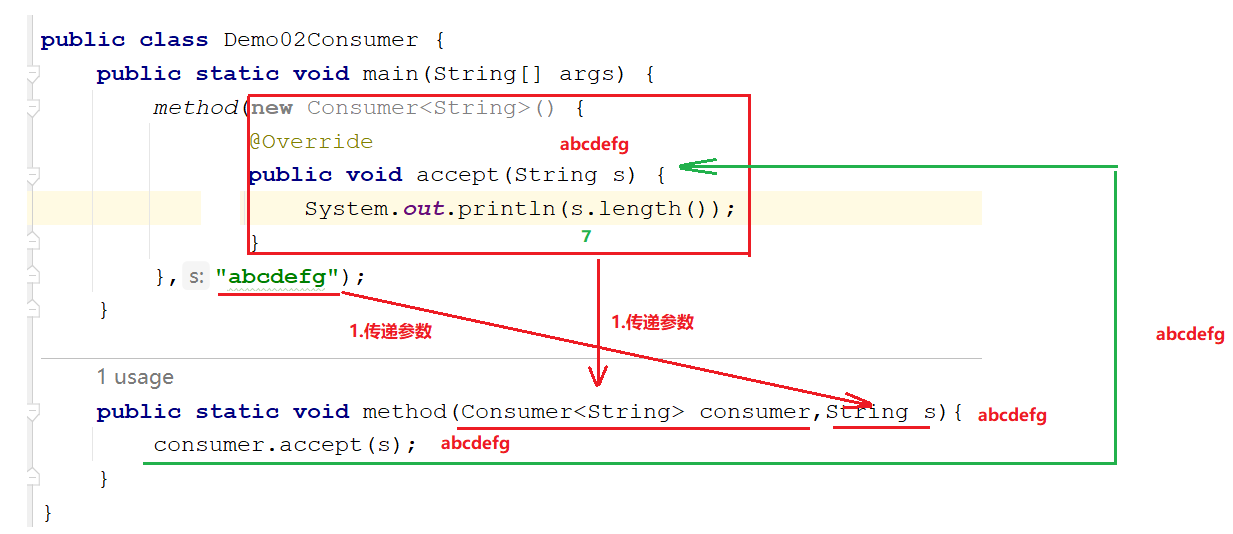 public class Demo02Consumer {
public static void main(String[] args) {
method(new Consumer<String>() {
@Override
abcdefg
public void accept(String s) {
System.out.println(s.length());
}
7
}, s: "abcdefg");
}
1.传递参数
1.传递参数
abcdefg
1 usage
public static void method(Consumer<String> consumer,String s){
abcdefg
consumer.accept(s);
abcdefg
}
}